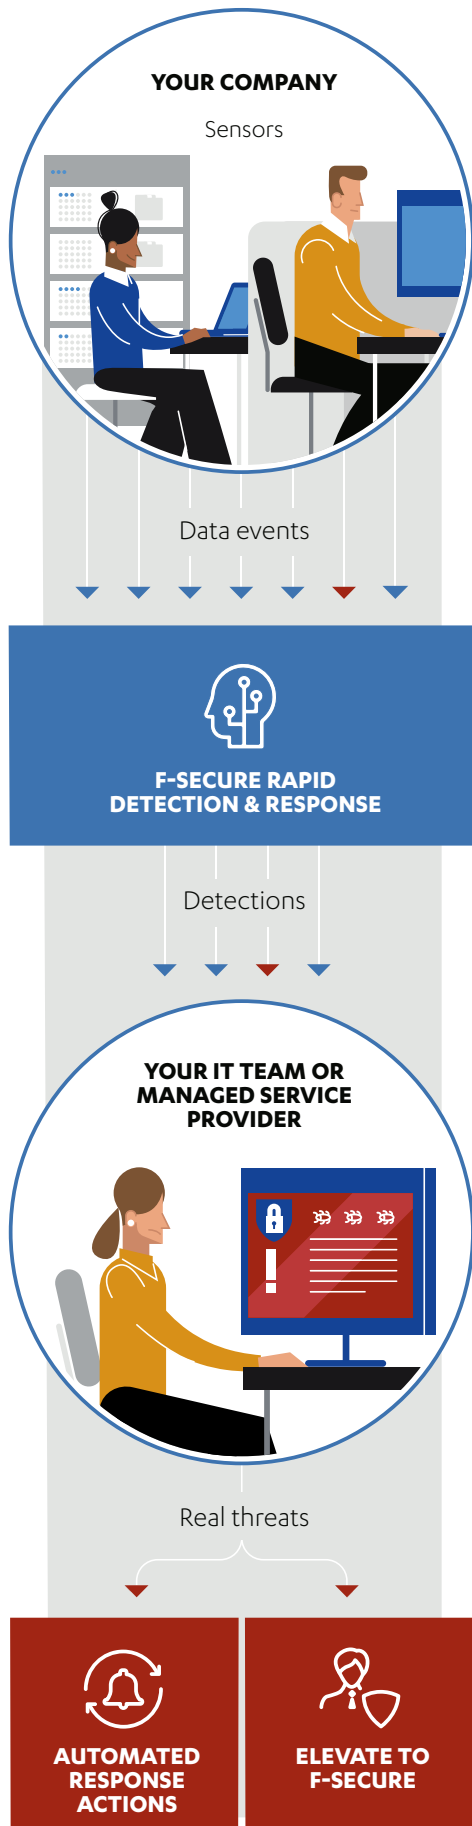 YOUR COMPANY
Sensors
Data events
F-SECURE RAPID
DETECTION & RESPONSE
Detections
YOUR IT TEAM OR
MANAGED SERVICE
PROVIDER
Real threats
AUTOMATED
RESPONSE
ACTIONS
ELEVATE TO
F-SECURE